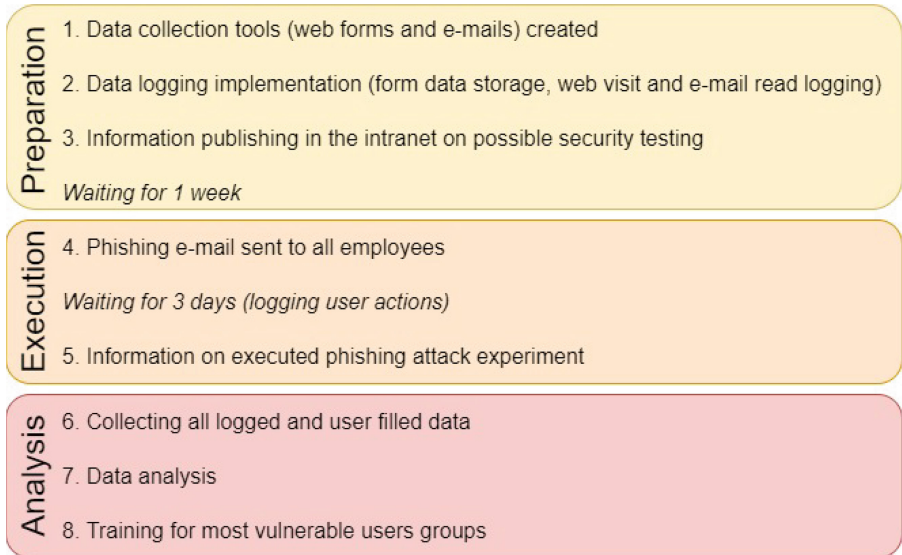 Preparation
1. Data collection tools (web forms and e-mails) created
2. Data logging implementation (form data storage, web visit and e-mail read logging)
3. Information publishing in the intranet on possible security testing
Waiting for 1 week
Execution
4. Phishing e-mail sent to all employees
Waiting for 3 days (logging user actions)
5. Information on executed phishing attack experiment
Analysis
6. Collecting all logged and user filled data
7. Data analysis
8. Training for most vulnerable users groups